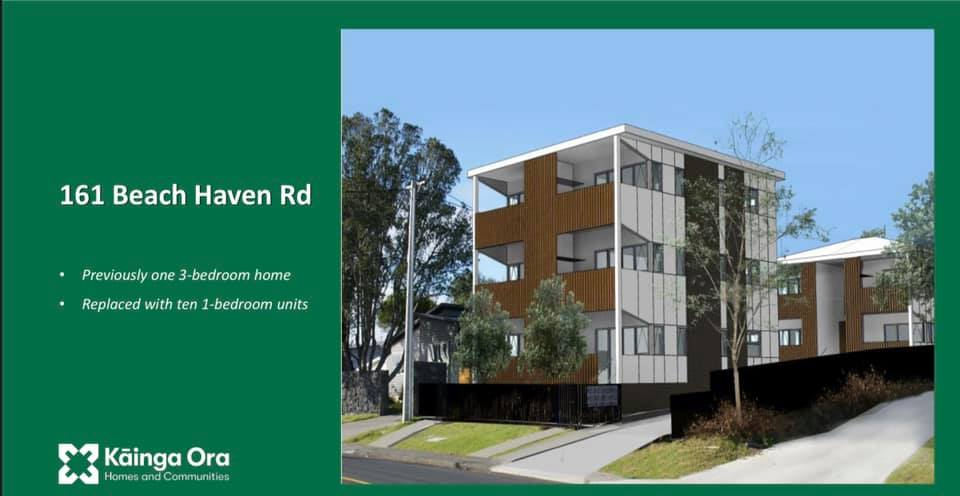 161 Beach Haven Rd
• Previously one 3-bedroom home
• Replaced with ten 1-bedroom units
Kāinga Ora
Homes and Communities